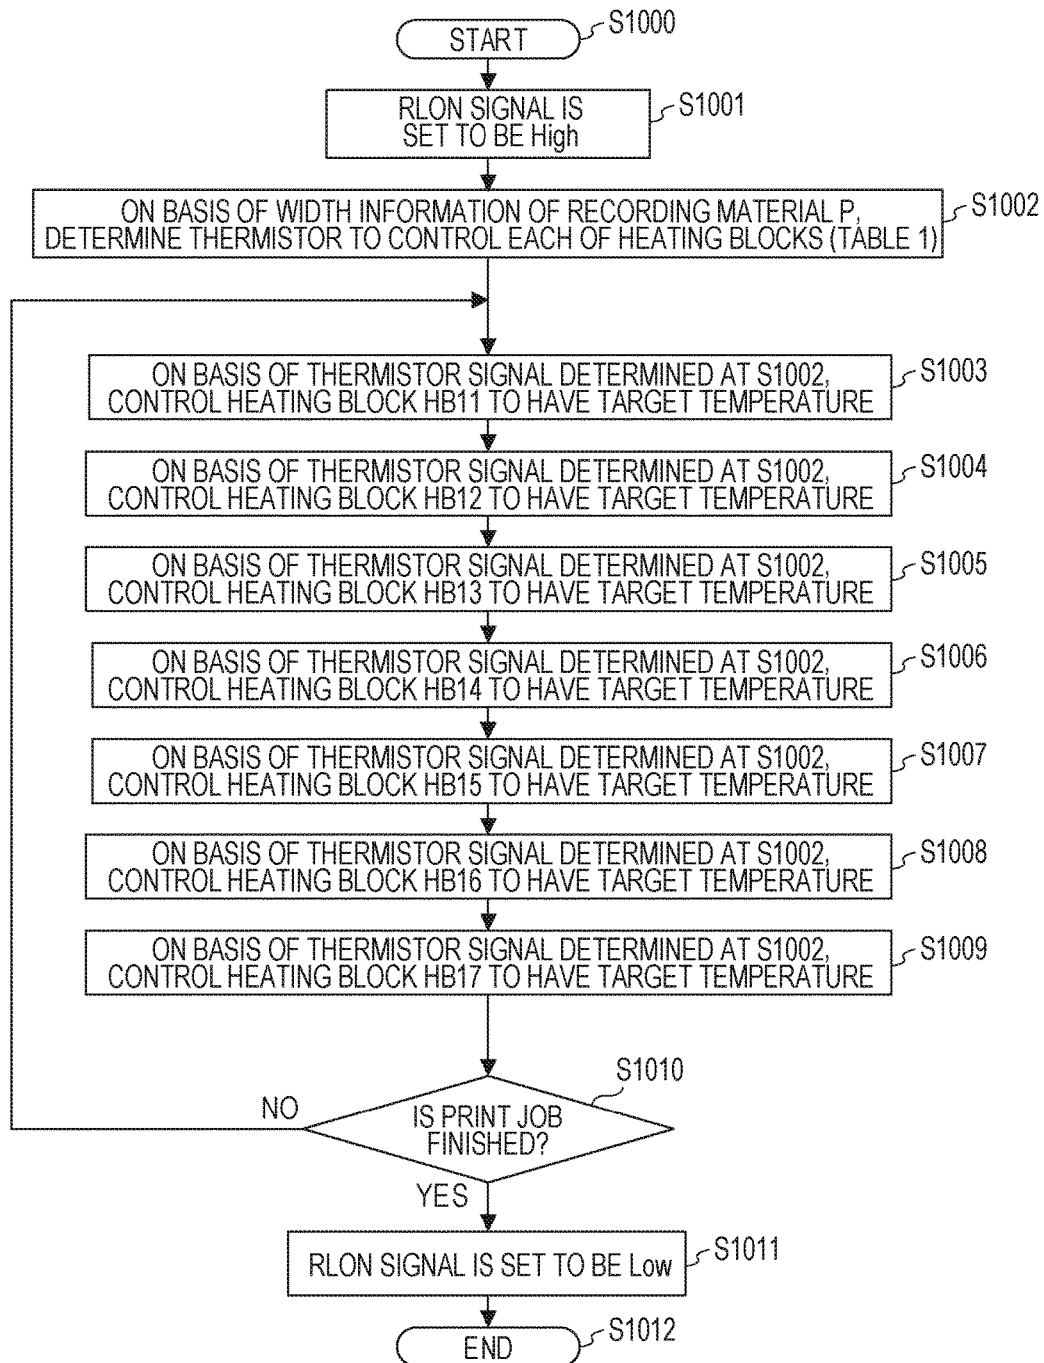 START
S1000
RLON SIGNAL IS
SET TO BE High
S1001
ON BASIS OF WIDTH INFORMATION OF RECORDING MATERIAL P,
DETERMINE THERMISTOR TO CONTROL EACH OF HEATING BLOCKS (TABLE 1)
S1002
ON BASIS OF THERMISTOR SIGNAL DETERMINED AT S1002,
CONTROL HEATING BLOCK HB11 TO HAVE TARGET TEMPERATURE
S1003
ON BASIS OF THERMISTOR SIGNAL DETERMINED AT S1002,
CONTROL HEATING BLOCK HB12 TO HAVE TARGET TEMPERATURE
S1004
ON BASIS OF THERMISTOR SIGNAL DETERMINED AT S1002,
CONTROL HEATING BLOCK HB13 TO HAVE TARGET TEMPERATURE
S1005
ON BASIS OF THERMISTOR SIGNAL DETERMINED AT S1002,
CONTROL HEATING BLOCK HB14 TO HAVE TARGET TEMPERATURE
S1006
ON BASIS OF THERMISTOR SIGNAL DETERMINED AT S1002,
CONTROL HEATING BLOCK HB15 TO HAVE TARGET TEMPERATURE
S1007
ON BASIS OF THERMISTOR SIGNAL DETERMINED AT S1002,
CONTROL HEATING BLOCK HB16 TO HAVE TARGET TEMPERATURE
S1008
ON BASIS OF THERMISTOR SIGNAL DETERMINED AT S1002,
CONTROL HEATING BLOCK HB17 TO HAVE TARGET TEMPERATURE
S1009
S1010
NO
IS PRINT JOB
FINISHED?
YES
RLON SIGNAL IS SET TO BE Low
S1011
END
S1012